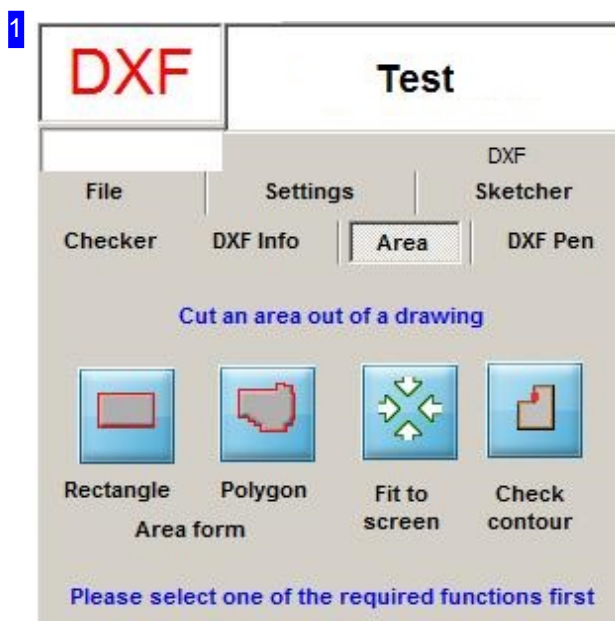 1
DXF Test
DXF
File Settings Sketcher
Checker DXF Info Area DXF Pen
Cut an area out of a drawing
Rectangle Polygon Fit to Check
screen contour
Area form
Please select one of the required functions first